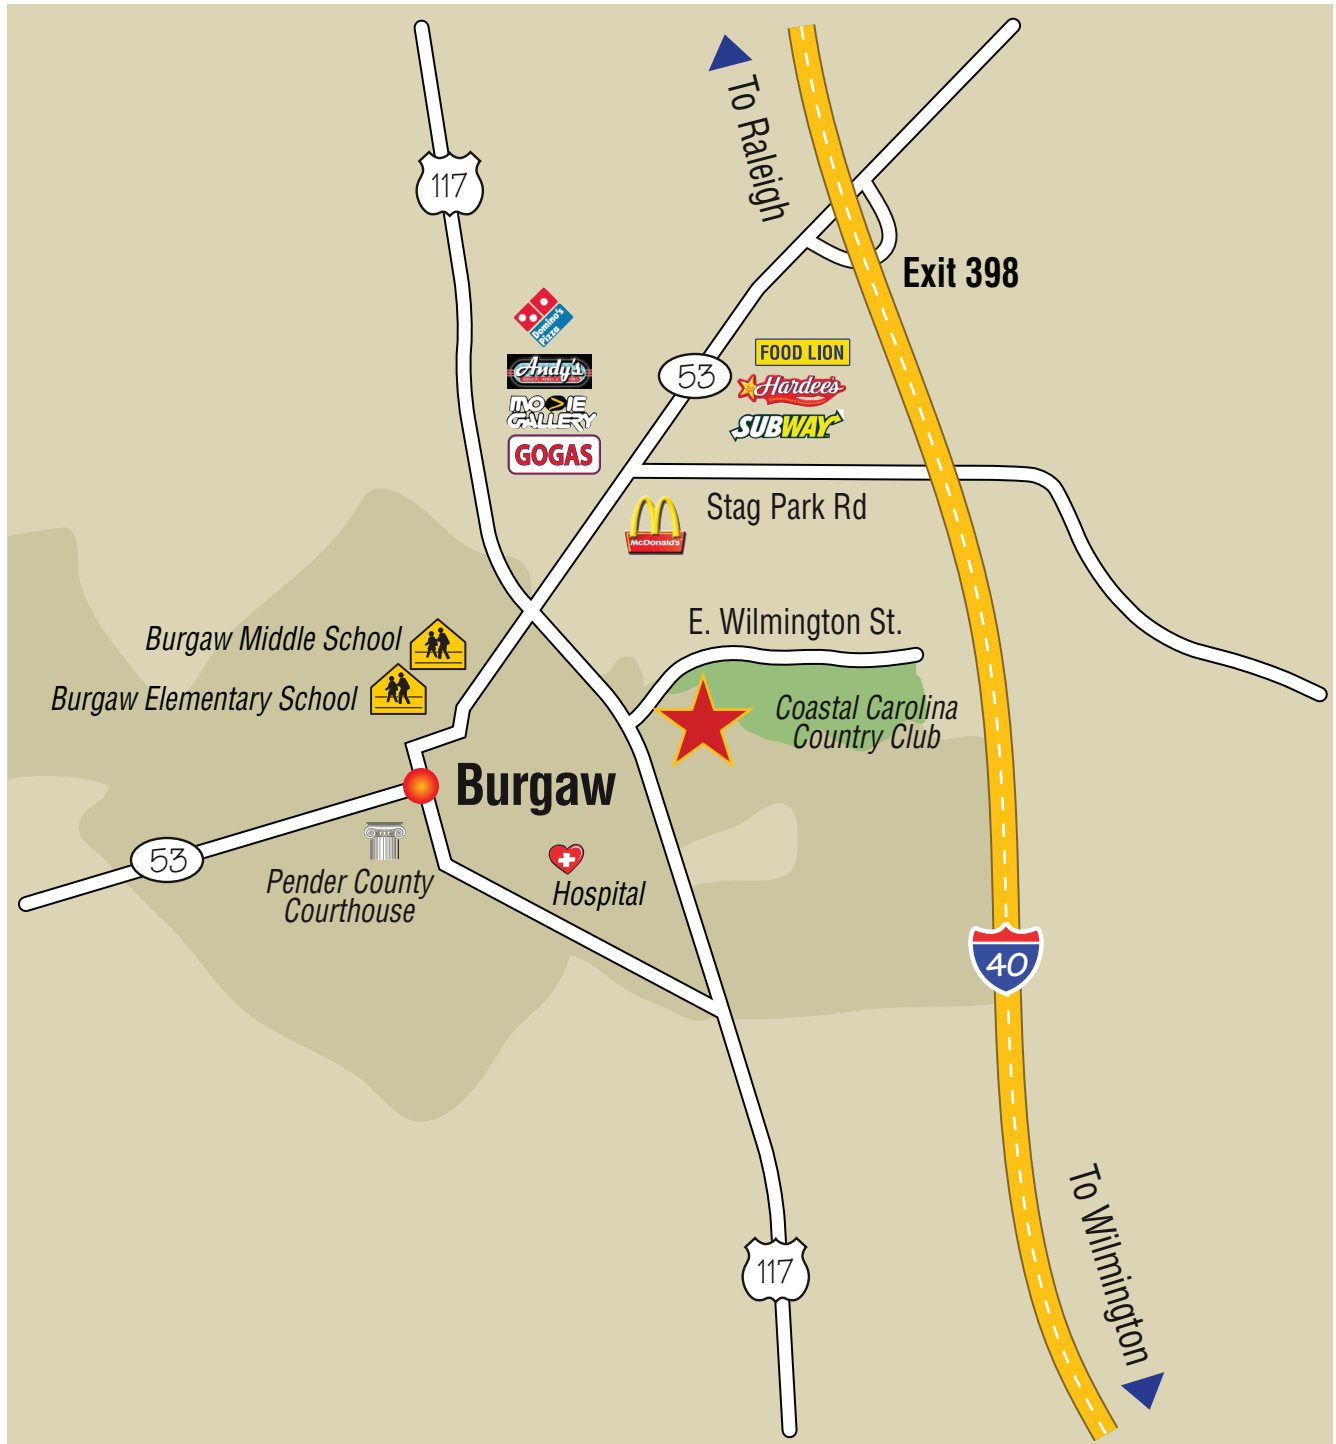 To Raleigh
117
Exit 398
Domino's
Pizza
Andy's
MOVIE
GALLERY
GOGAS
53
FOOD LION
Hardee's
SUBWAY
McDonald's
Stag Park Rd
E. Wilmington St.
Burgaw Middle School
Burgaw Elementary School
Coastal Carolina
Country Club
Burgaw
53
Pender County
Courthouse
Hospital
40
To Wilmington
117